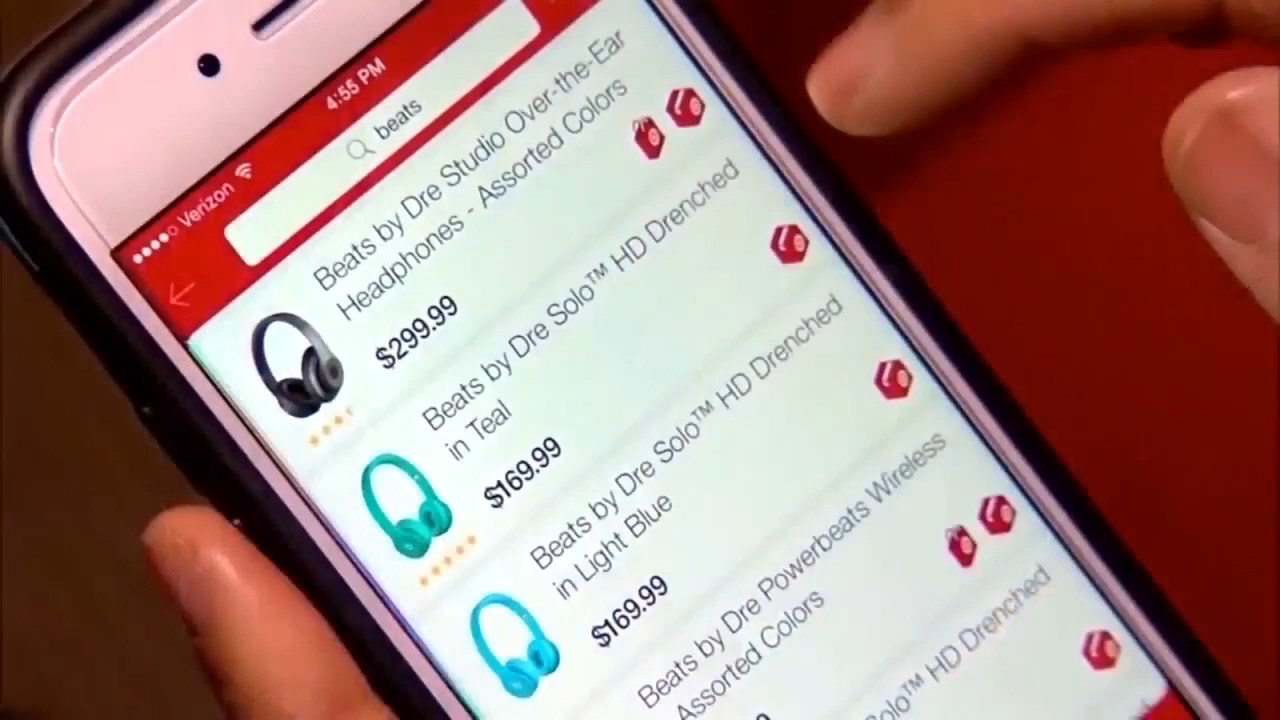 Verizon
4:55 PM
beats
Beats by Dre Studio Over-the-Ear
Headphones - Assorted Colors
$299.99
Beats by Dre Solo™ HD Drenched
in Teal
$169.99
Beats by Dre Solo™ HD Drenched
in Light Blue
$169.99
Beats by Dre Powerbeats Wireless
Assorted Colors
Solo™ HD Drenched